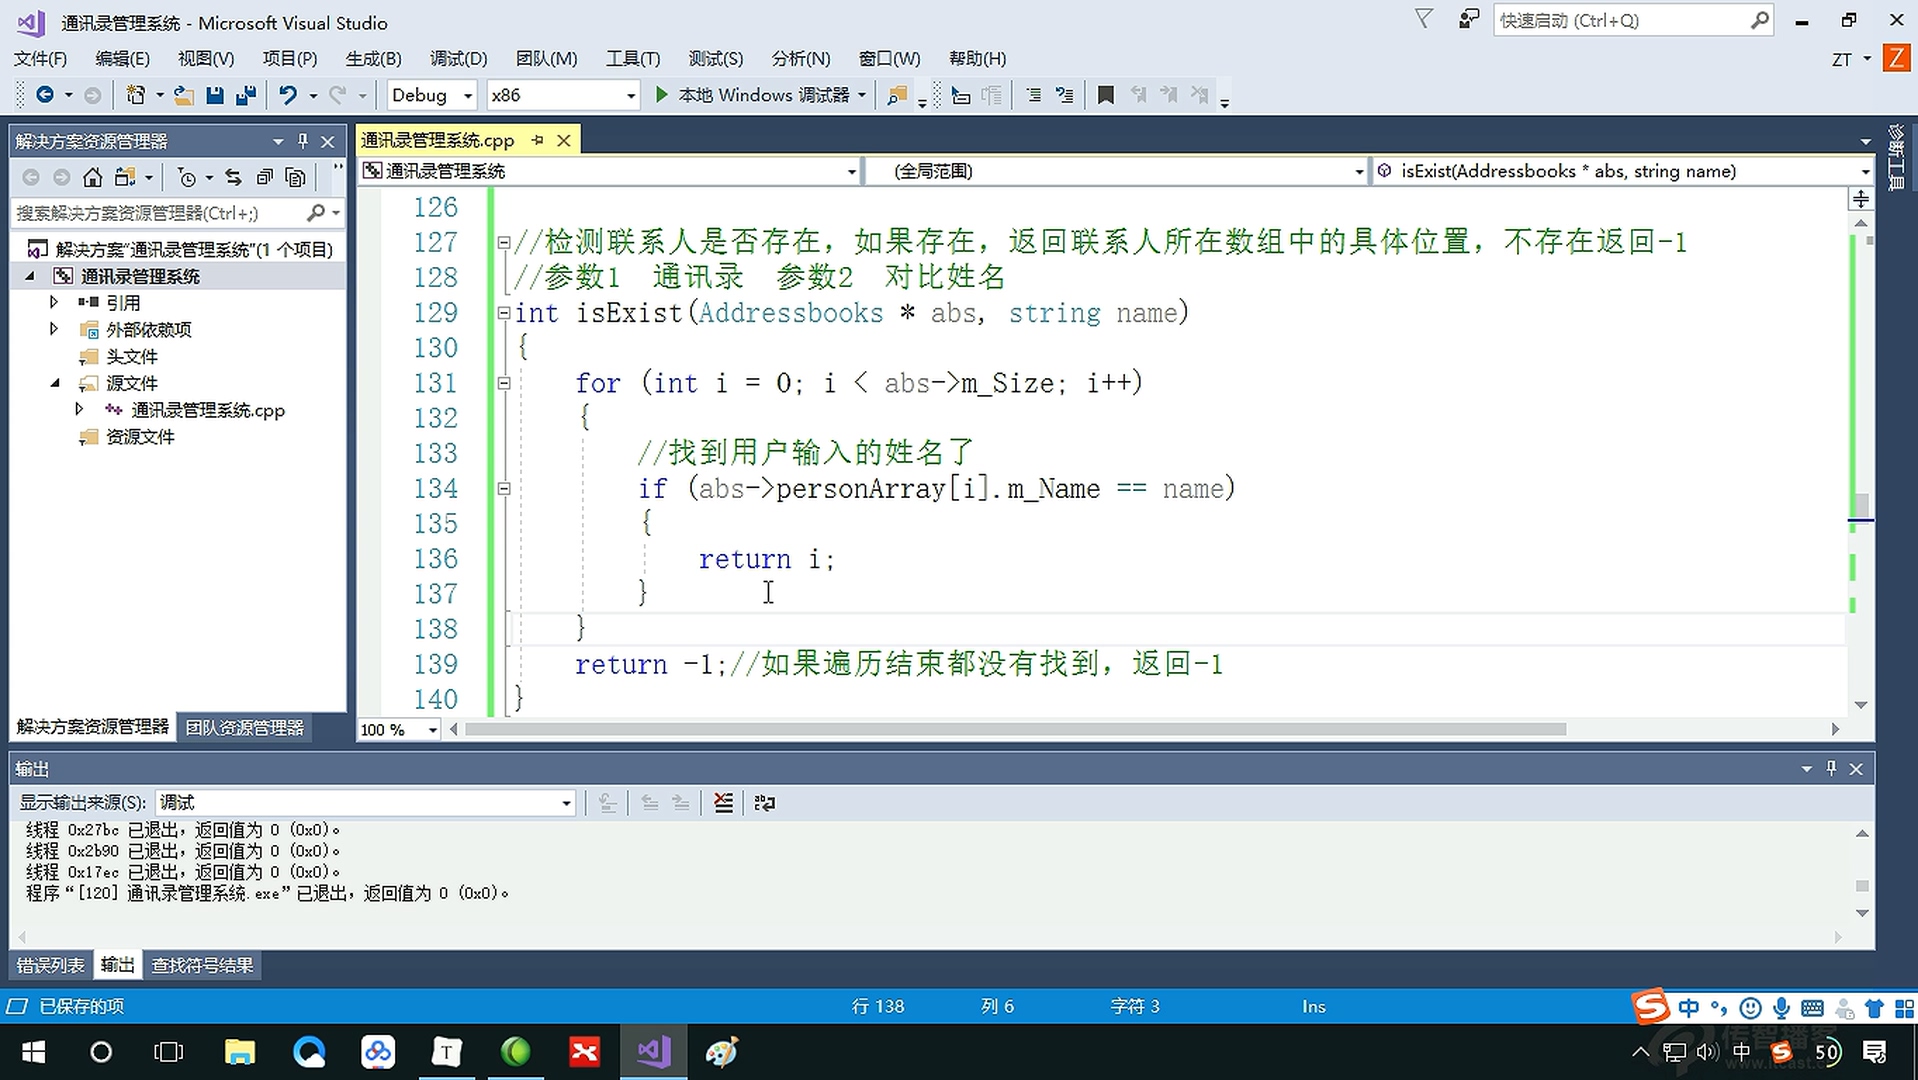 通讯录管理系统 - Microsoft Visual Studio
快速启动 (Ctrl+Q)
文件(F) 编辑(E) 视图(V) 项目(P) 生成(B) 调试(D) 团队(M) 工具(T) 测试(S) 分析(N) 窗口(W) 帮助(H)
ZT Z
Debug x86 本地 Windows 调试器
解决方案资源管理器
搜索解决方案资源管理器(Ctrl+;)
解决方案"通讯录管理系统"(1 个项目)
通讯录管理系统
引用
外部依赖项
头文件
源文件
通讯录管理系统.cpp
资源文件
解决方案资源管理器 团队资源管理器
通讯录管理系统.cpp
通讯录管理系统 (全局范围) isExist(Addressbooks * abs, string name)
诊断工具
126
127 //检测联系人是否存在，如果存在，返回联系人所在数组中的具体位置，不存在返回-1
128 //参数1 通讯录 参数2 对比姓名
129 int isExist(Addressbooks * abs, string name)
130 {
131 for (int i = 0; i < abs->m_Size; i++)
132 {
133 //找到用户输入的姓名了
134 if (abs->personArray[i].m_Name == name)
135 {
136 return i;
137 }
138 }
139 return -1;//如果遍历结束都没有找到，返回-1
140 }
100 %
输出
显示输出来源(S): 调试
线程 0x27bc 已退出，返回值为 0 (0x0)。
线程 0x2b90 已退出，返回值为 0 (0x0)。
线程 0x17ec 已退出，返回值为 0 (0x0)。
程序“[120] 通讯录管理系统.exe”已退出，返回值为 0 (0x0)。
错误列表 输出 查找符号结果
已保存的项 行 138 列 6 字符 3 Ins
中
T 中 50
传智播客